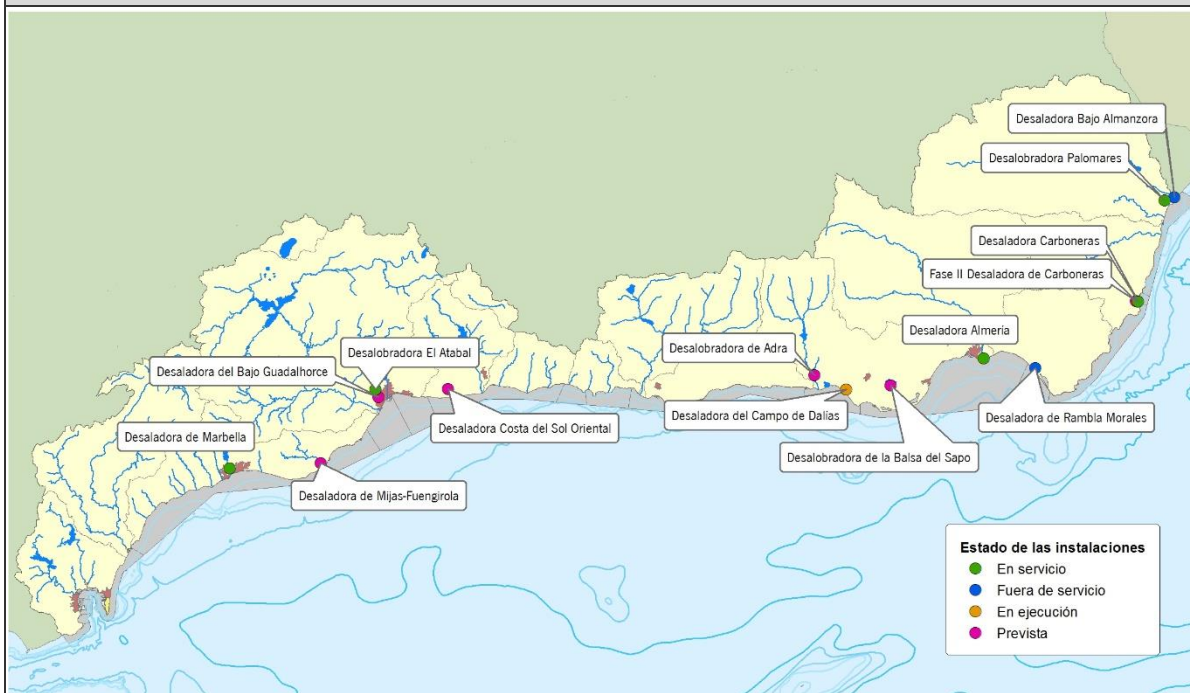 Desaladora Bajo Almanzora
Desalobradora Palomares
Desaladora Carboneras
Fase II Desaladora de Carboneras
Desaladora Almería
Desalobradora El Atabal
Desalobradora de Adra
Desaladora del Bajo Guadalhorce
Desaladora del Campo de Dalías
Desaladora de Rambla Morales
Desaladora Costa del Sol Oriental
Desaladora de Marbella
Desalobradora de la Balsa del Sapo
Desaladora de Mijas-Fuengirola
Estado de las instalaciones
En servicio
Fuera de servicio
En ejecución
Prevista